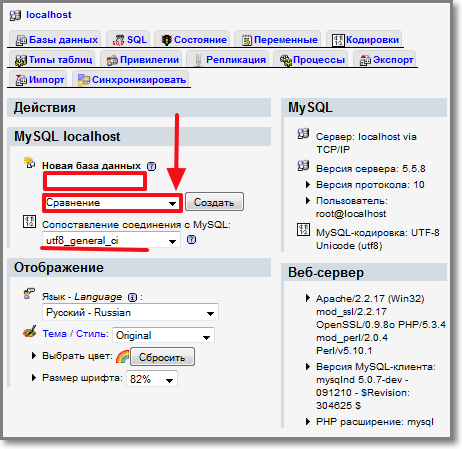 localhost
Базы данных SQL Состояние Переменные Кодировки
Типы таблиц Привилегии Репликация Процессы Экспорт
Импорт Синхронизировать
Действия
MySQL localhost
Новая база данных
Сравнение Создать
Сопоставление соединения с MySQL:
utf8_general_ci
Отображение
Язык - Language :
Русский - Russian
Тема / Стиль: Original
Выбрать цвет: Сбросить
Размер шрифта: 82%
MySQL
Сервер: localhost via
TCP/IP
Версия сервера: 5.5.8
Версия протокола: 10
Пользователь:
root@localhost
MySQL-кодировка: UTF-8
Unicode (utf8)
Веб-сервер
Apache/2.2.17 (Win32)
mod_ssl/2.2.17
OpenSSL/0.9.8o PHP/5.3.4
mod_perl/2.0.4
Perl/v5.10.1
Версия MySQL-клиента:
mysqlnd 5.0.7-dev -
091210 - $Revision:
304625 $
PHP расширение: mysql